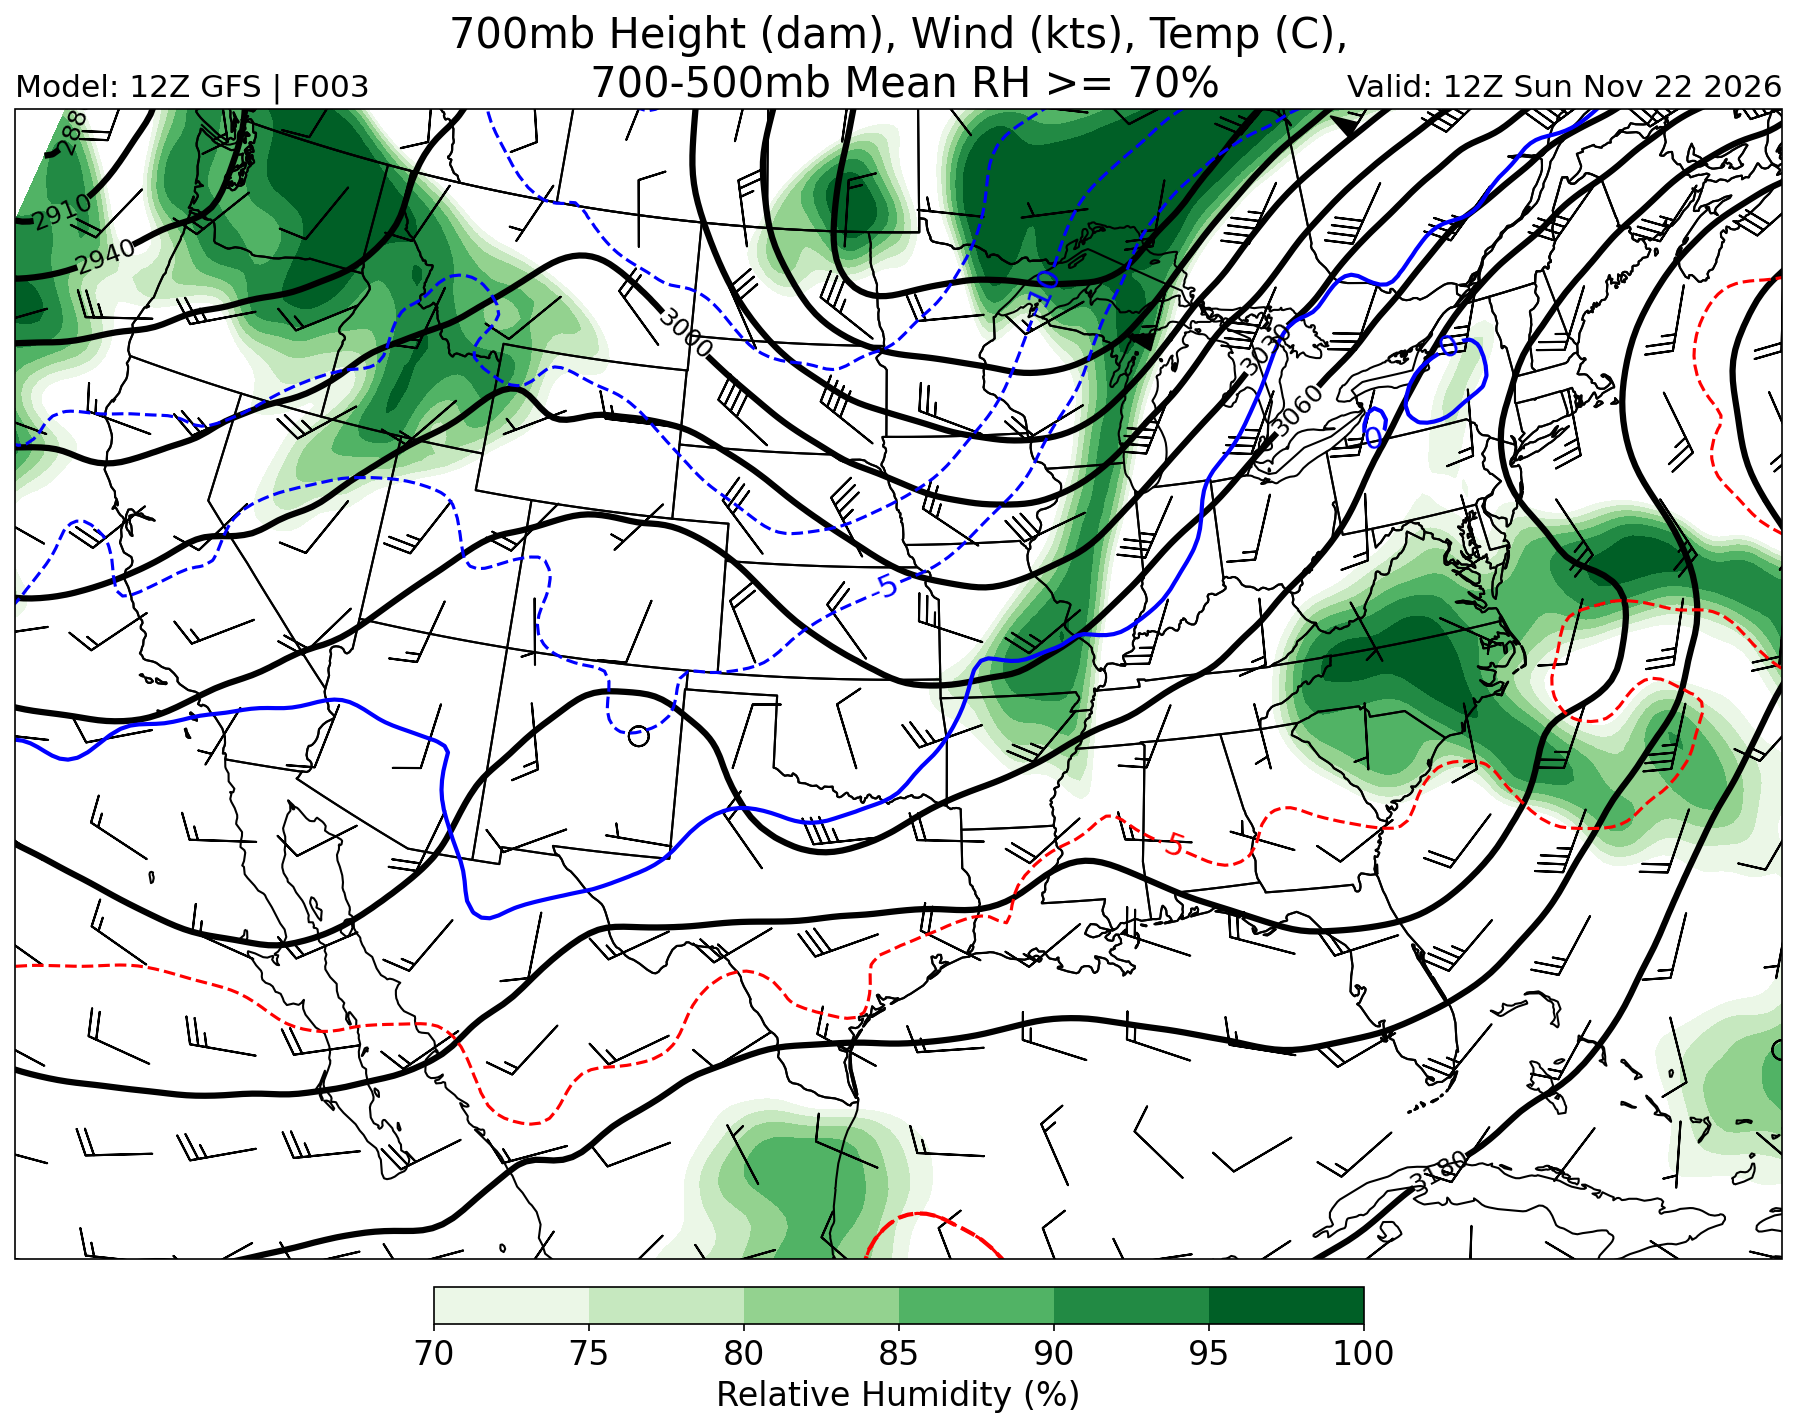 700mb Height (dam), Wind (kts), Temp (C),
700-500mb Mean RH >= 70%
Model: 12Z GFS | F003
Valid: 12Z Sun Nov 22 2026
288
2910
2940
3000
3030
3060
3180
-10
-5
0
0
5
70 75 80 85 90 95 100
Relative Humidity (%)